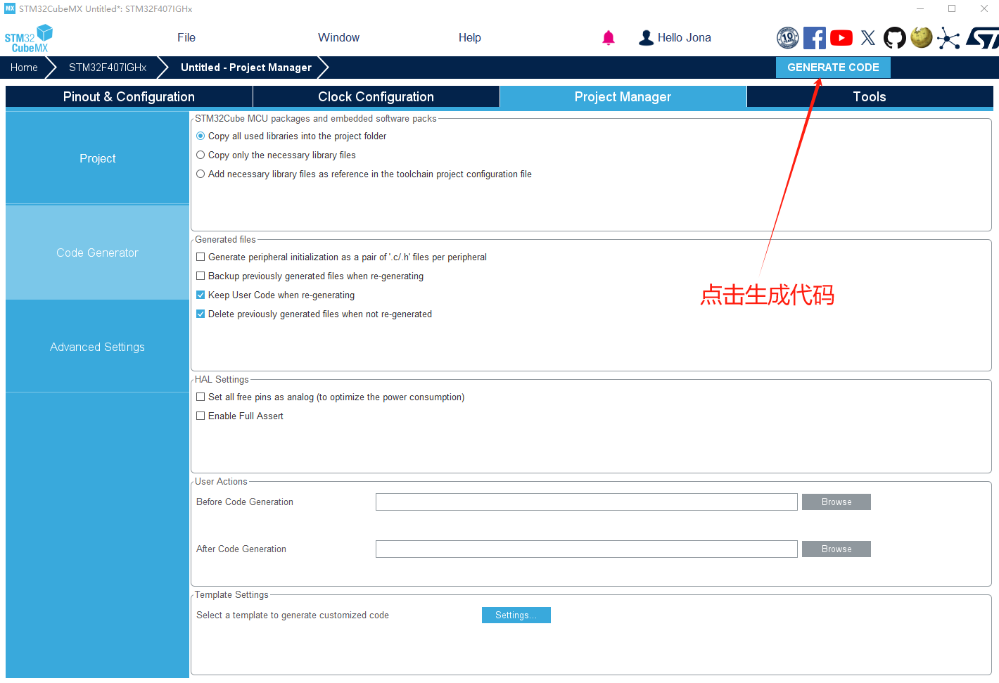 MX STM32CubeMX Untitled*: STM32F407IGHx
STM32 CubeMX
File
Window
Help
10
Hello Jona
Home
STM32F407IGHx
Untitled - Project Manager
GENERATE CODE
Pinout & Configuration
Clock Configuration
Project Manager
Tools
Project
Code Generator
Advanced Settings
STM32Cube MCU packages and embedded software packs
Copy all used libraries into the project folder
Copy only the necessary library files
Add necessary library files as reference in the toolchain project configuration file
Generated files
Generate peripheral initialization as a pair of '.c/.h' files per peripheral
Backup previously generated files when re-generating
Keep User Code when re-generating
Delete previously generated files when not re-generated
点击生成代码
HAL Settings
Set all free pins as analog (to optimize the power consumption)
Enable Full Assert
User Actions
Before Code Generation
Browse
After Code Generation
Browse
Template Settings
Select a template to generate customized code
Settings...